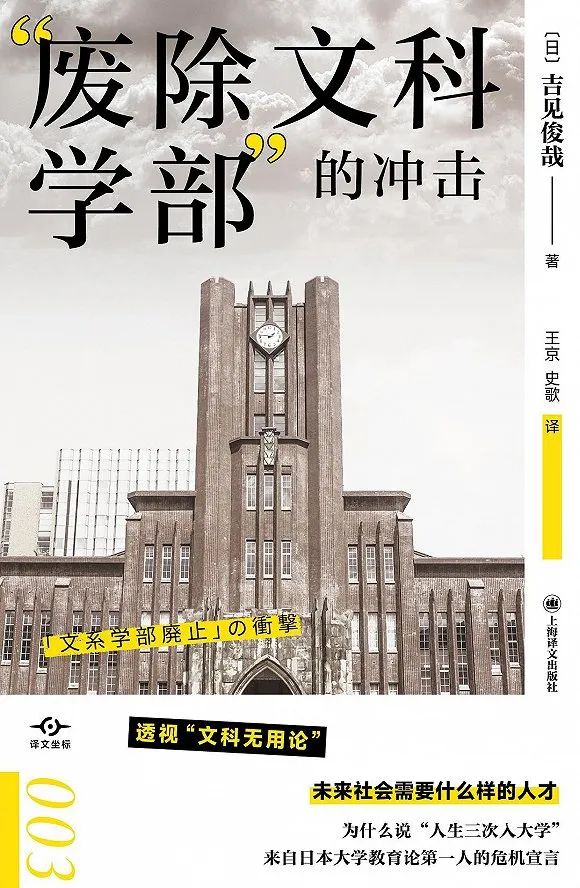 “废除文科
学部”的冲击
〔日〕吉见俊哉——著
王京 史歌 译
「文系学部廃止」の衝撃
上海译文出版社
译文坐标
003
透视“文科无用论”
未来社会需要什么样的人才
为什么说“人生三次入大学”
来自日本大学教育论第一人的危机宣言